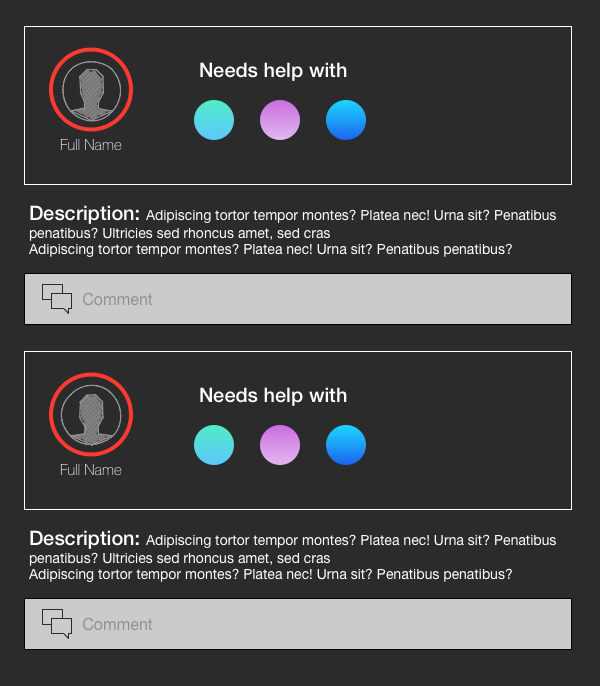 Needs help with
Full Name
Description: Adipiscing tortor tempor montes? Platea nec! Urna sit? Penatibus
penatibus? Ultricies sed rhoncus amet, sed cras
Adipiscing tortor tempor montes? Platea nec! Urna sit? Penatibus penatibus?
Comment
Needs help with
Full Name
Description: Adipiscing tortor tempor montes? Platea nec! Urna sit? Penatibus
penatibus? Ultricies sed rhoncus amet, sed cras
Adipiscing tortor tempor montes? Platea nec! Urna sit? Penatibus penatibus?
Comment